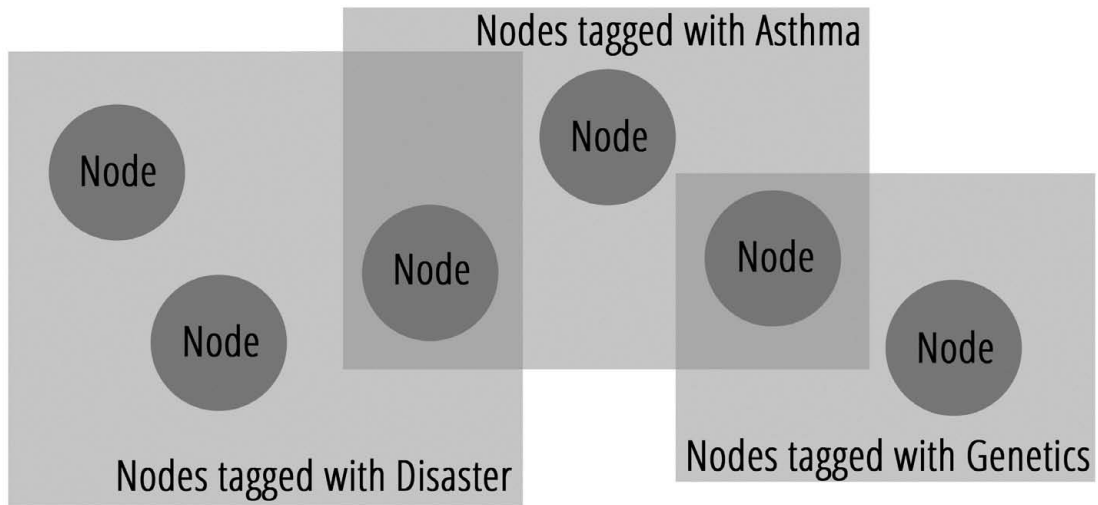 Nodes tagged with Asthma
Node
Node
Node
Node
Node
Node
Nodes tagged with Genetics
Nodes tagged with Disaster